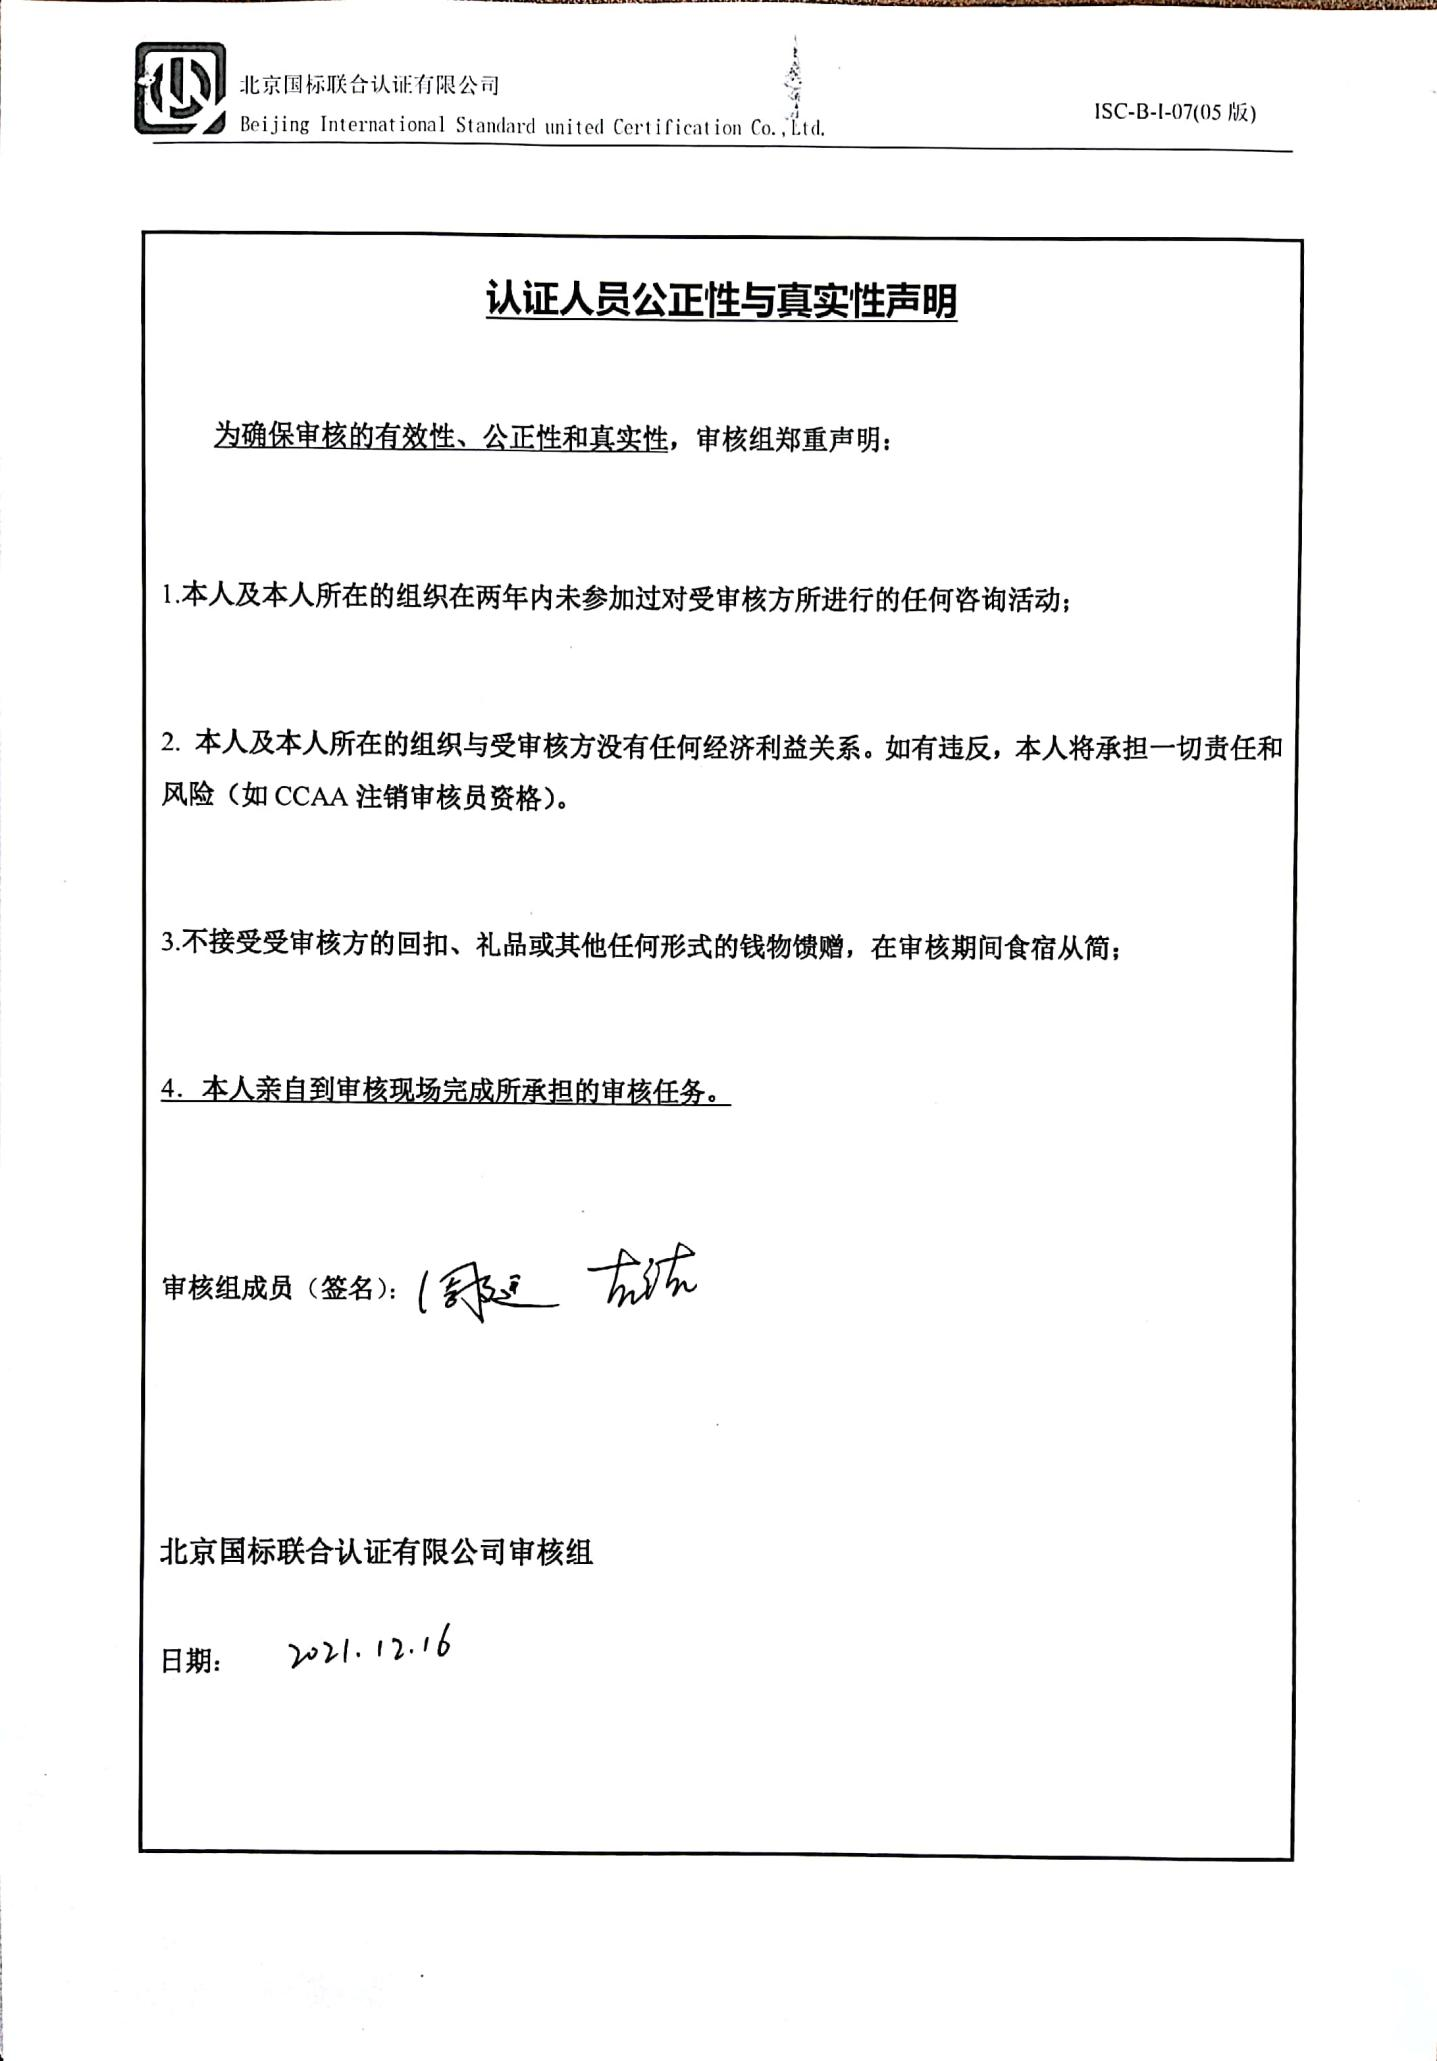 北京国标联合认证有限公司
Beijing International Standard united Certification Co.,Ltd.
ISC-B-I-07(05版)
认证人员公正性与真实性声明
为确保审核的有效性、公正性和真实性，审核组郑重声明：
1.本人及本人所在的组织在两年内未参加过对受审核方所进行的任何咨询活动；
2. 本人及本人所在的组织与受审核方没有任何经济利益关系。如有违反，本人将承担一切责任和
风险（如CCAA注销审核员资格）。
3.不接受受审核方的回扣、礼品或其他任何形式的钱物馈赠，在审核期间食宿从简；
4. 本人亲自到审核现场完成所承担的审核任务。
审核组成员（签名）：
北京国标联合认证有限公司审核组
日期： 2021.12.16